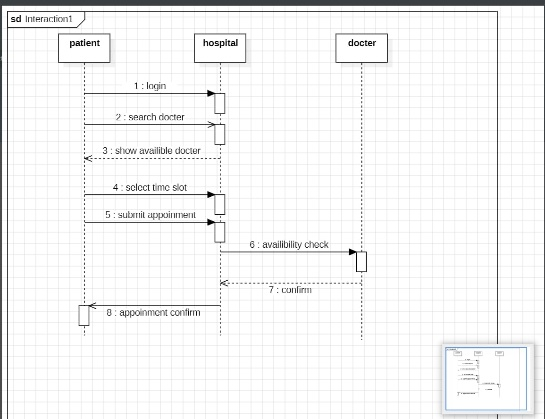 sd Interaction1
patient
hospital
docter
1 : login
2 : search docter
3 : show availible docter
4 : select time slot
5 : submit appoinment
6 : availibility check
7 : confirm
8 : appoinment confirm